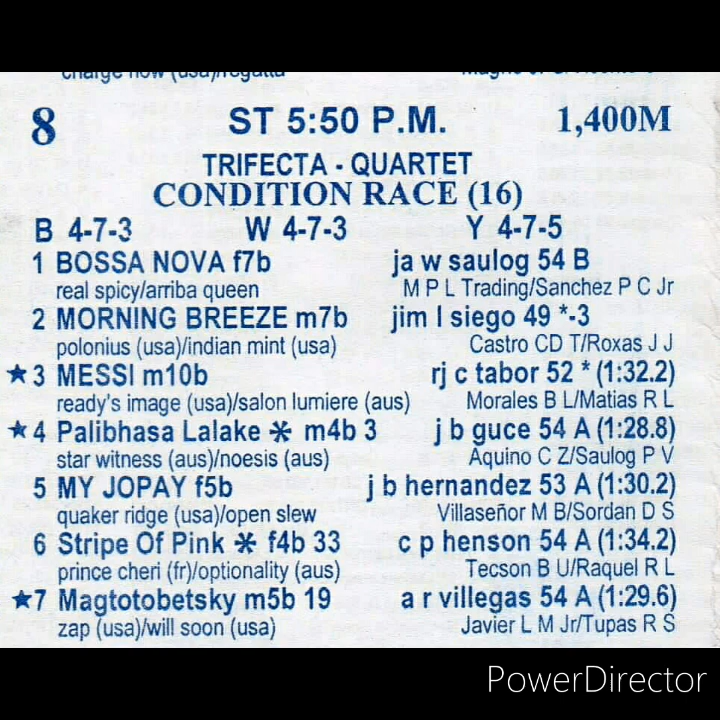 8 ST 5:50 P.M. 1,400M
TRIFECTA - QUARTET
CONDITION RACE (16)
B 4-7-3 W 4-7-3 Y 4-7-5
1 BOSSA NOVA f7b ja w saulog 54 B
real spicy/arriba queen M P L Trading/Sanchez P C Jr
2 MORNING BREEZE m7b jim l siego 49 *-3
polonius (usa)/indian mint (usa) Castro CD T/Roxas J J
★3 MESSI m10b rj c tabor 52 * (1:32.2)
ready's image (usa)/salon lumiere (aus) Morales B L/Matias R L
★4 Palibhasa Lalake ✲ m4b 3 j b guce 54 A (1:28.8)
star witness (aus)/noesis (aus) Aquino C Z/Saulog P V
5 MY JOPAY f5b j b hernandez 53 A (1:30.2)
quaker ridge (usa)/open slew Villaseñor M B/Sordan D S
6 Stripe Of Pink ✲ f4b 33 c p henson 54 A (1:34.2)
prince cheri (fr)/optionality (aus) Tecson B U/Raquel R L
★7 Magtotobetsky m5b 19 a r villegas 54 A (1:29.6)
zap (usa)/will soon (usa) Javier L M Jr/Tupas R S
PowerDirector